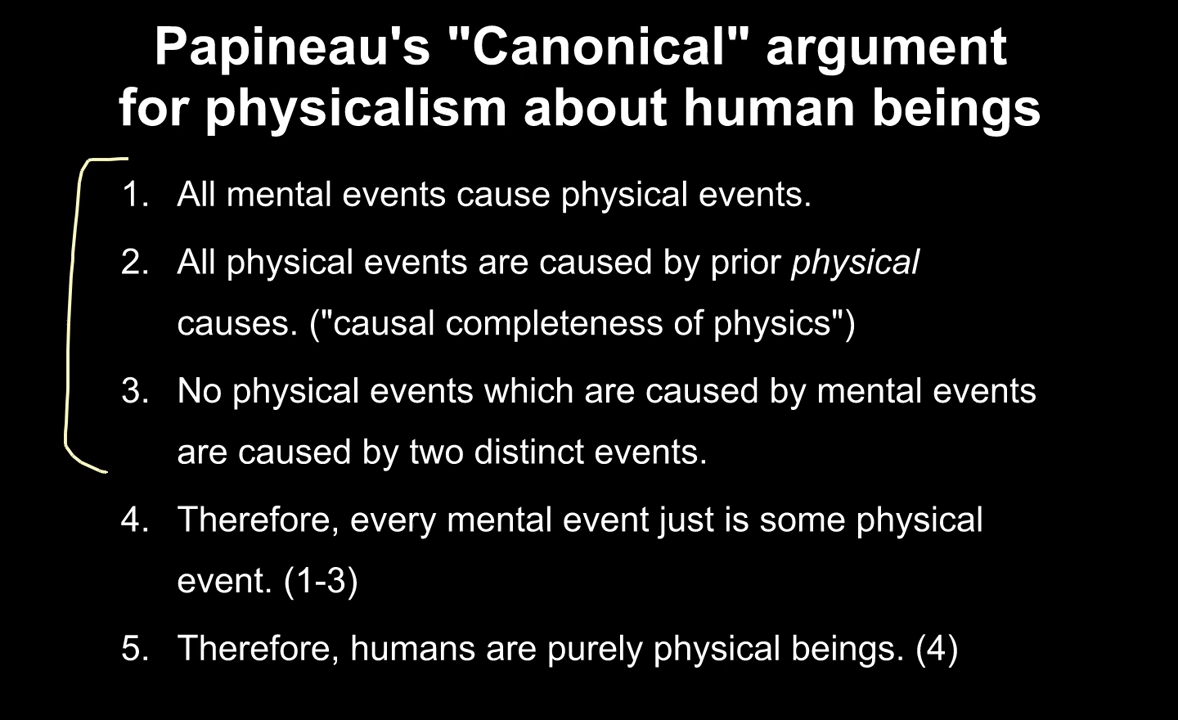 Papineau's "Canonical" argument
for physicalism about human beings
1. All mental events cause physical events.
2. All physical events are caused by prior physical
causes. ("causal completeness of physics")
3. No physical events which are caused by mental events
are caused by two distinct events.
4. Therefore, every mental event just is some physical
event. (1-3)
5. Therefore, humans are purely physical beings. (4)